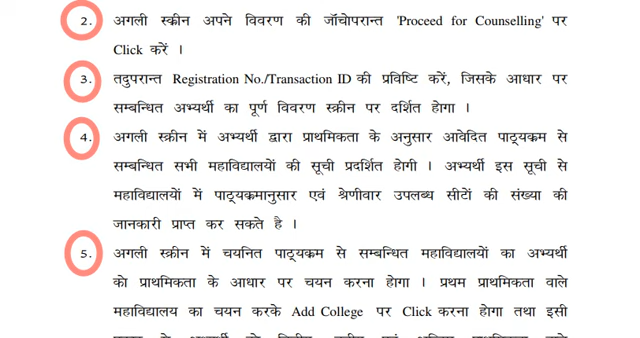 2. अगली स्क्रीन अपने विवरण की जॉचोपरान्त 'Proceed for Counselling' पर
Click करें ।
3. तदुपरान्त Registration No./Transaction ID की प्रविष्टि करें, जिसके आधार पर
सम्बन्धित अभ्यर्थी का पूर्ण विवरण स्क्रीन पर दर्शित होगा ।
4. अगली स्क्रीन में अभ्यर्थी द्वारा प्राथमिकता के अनुसार आवेदित पाठ्यक्रम से
सम्बन्धित सभी महाविद्यालयों की सूची प्रदर्शित होगी । अभ्यर्थी इस सूची से
महाविद्यालयों में पाठ्यक्रमानुसार एवं श्रेणीवार उपलब्ध सीटों की संख्या की
जानकारी प्राप्त कर सकते है ।
5. अगली स्क्रीन में चयनित पाठ्यक्रम से सम्बन्धित महाविद्यालयों का अभ्यर्थी
को प्राथमिकता के आधार पर चयन करना होगा । प्रथम प्राथमिकता वाले
महाविद्यालय का चयन करके Add College पर Click करना होगा तथा इसी